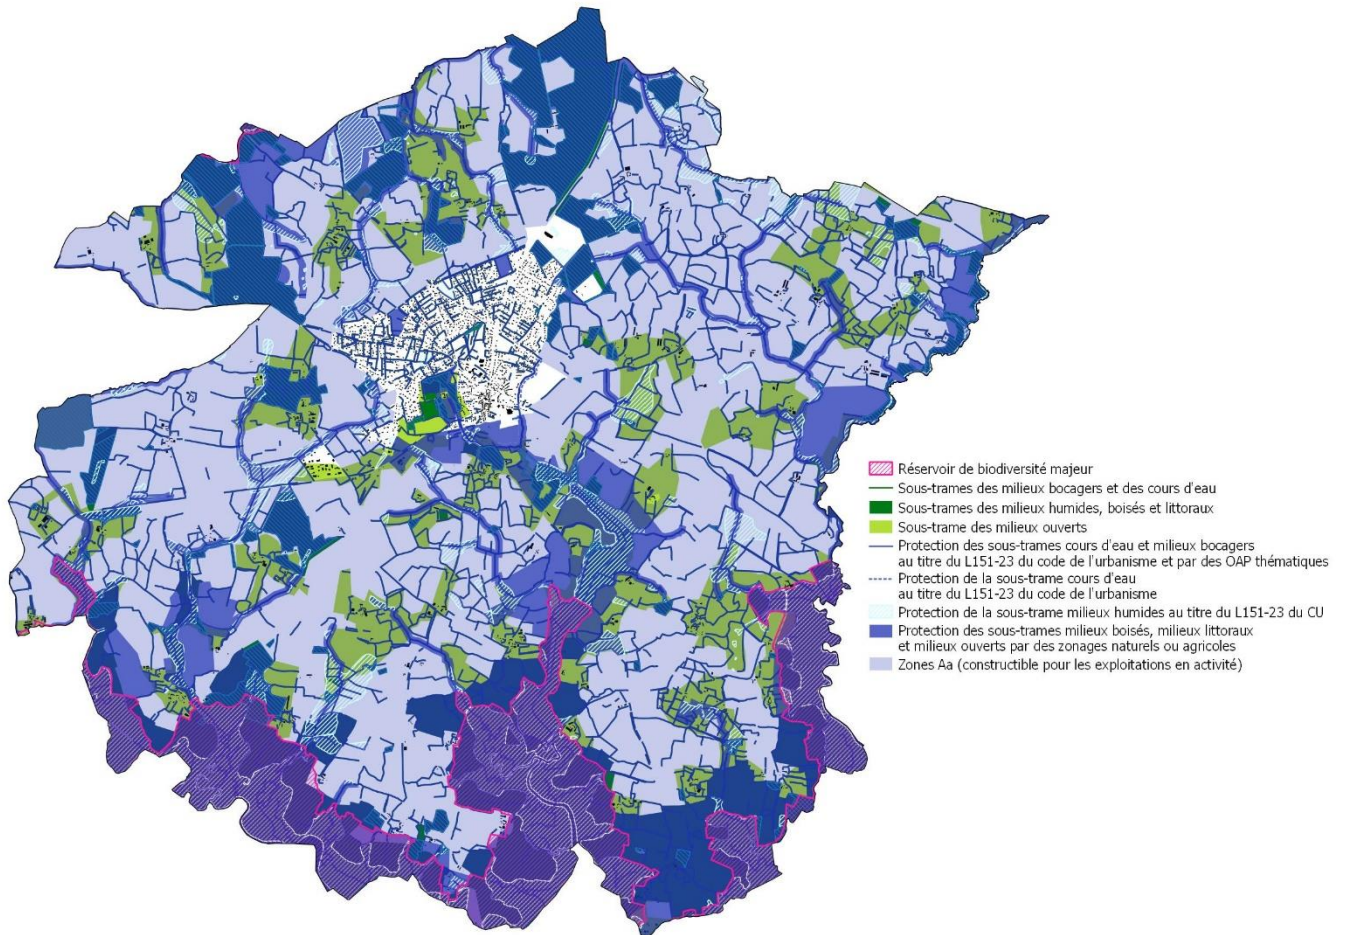 Réservoir de biodiversité majeur
Sous-trames des milieux bocagers et des cours d'eau
Sous-trames des milieux humides, boisés et littoraux
Sous-trame des milieux ouverts
Protection des sous-trames cours d'eau et milieux bocagers
au titre du L151-23 du code de l'urbanisme et par des OAP thématiques
Protection de la sous-trame cours d'eau
au titre du L151-23 du code de l'urbanisme
Protection de la sous-trame milieux humides au titre du L151-23 du CU
Protection des sous-trames milieux boisés, milieux littoraux
et milieux ouverts par des zonages naturels ou agricoles
Zones Aa (constructible pour les exploitations en activité)